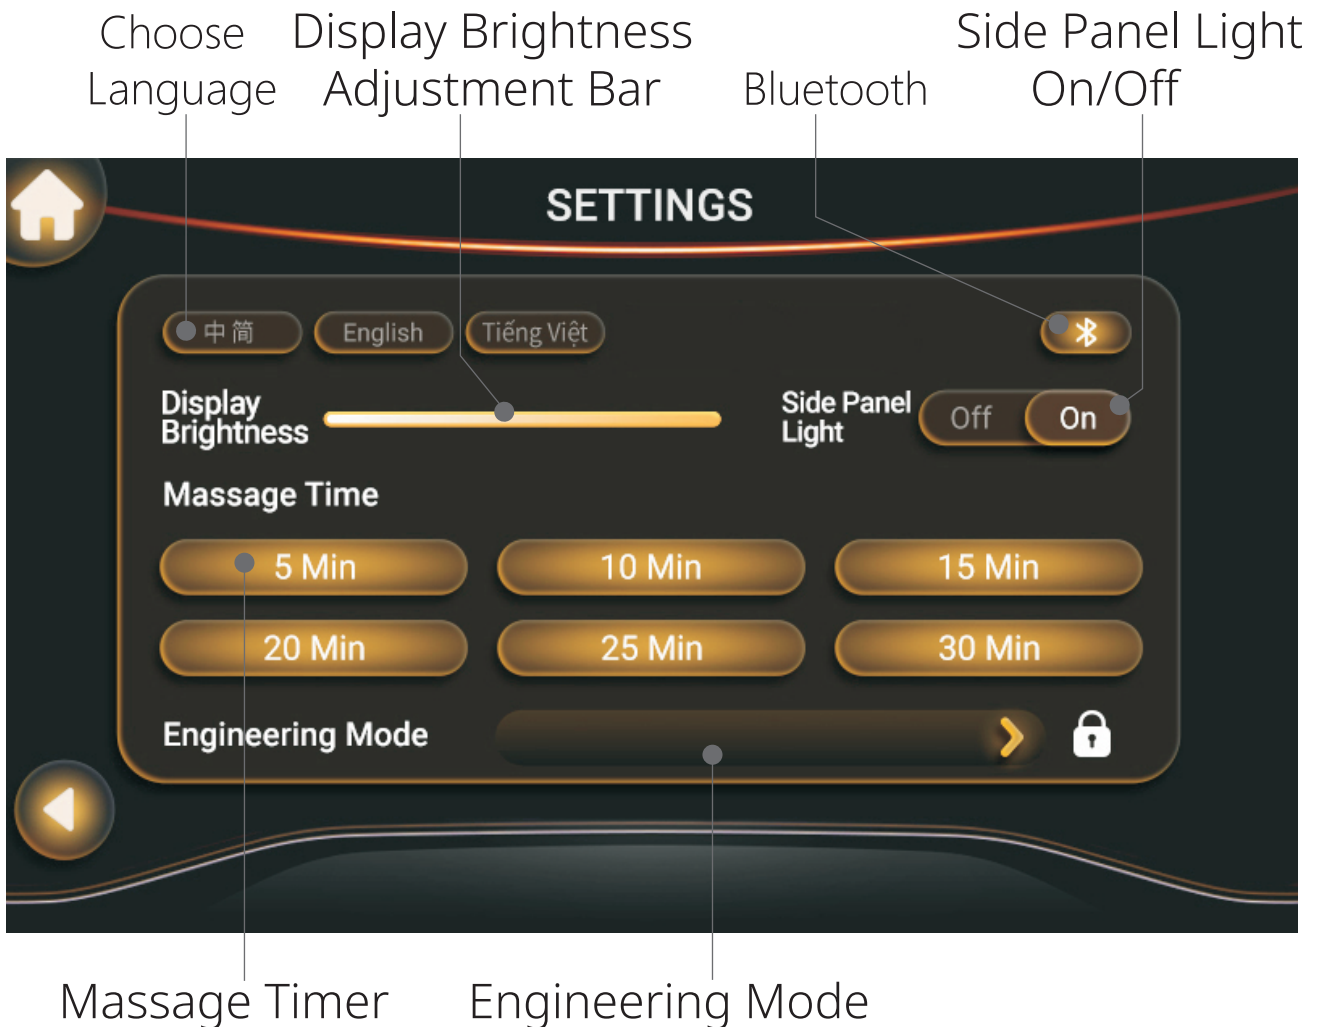 Choose
Language
Display Brightness
Adjustment Bar
Bluetooth
Side Panel Light
On/Off
SETTINGS
中简
English
Tiếng Việt
Display
Brightness
Side Panel
Light
Off
On
Massage Time
5 Min
10 Min
15 Min
20 Min
25 Min
30 Min
Engineering Mode
Massage Timer
Engineering Mode